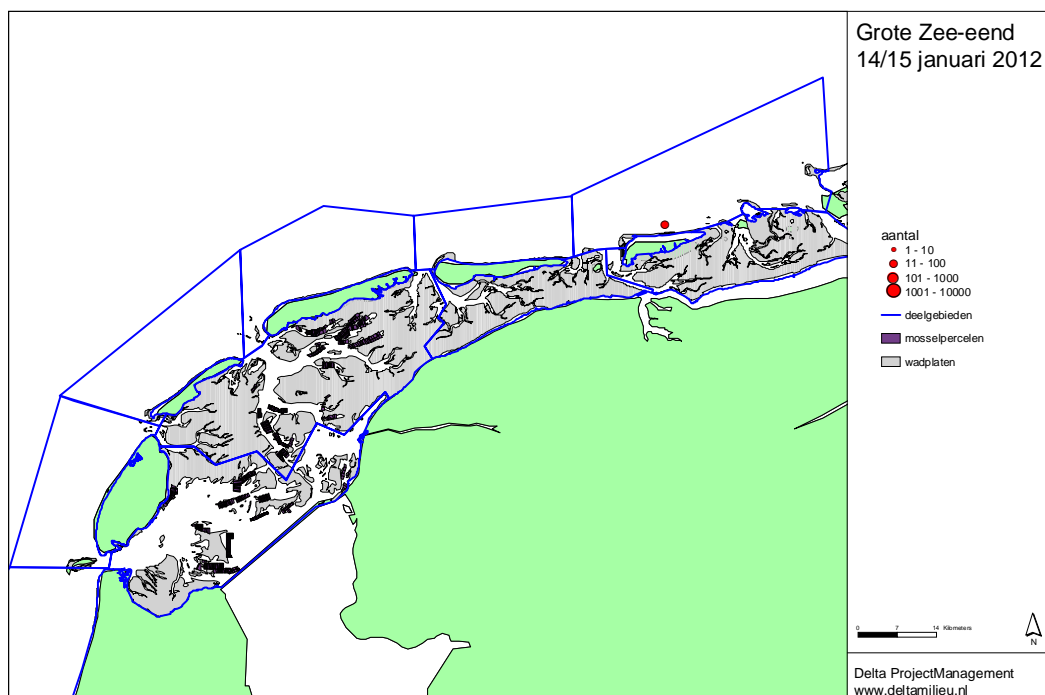 Grote Zee-eend
14/15 januari 2012
aantal
1 - 10
11 - 100
101 - 1000
1001 - 10000
deelgebieden
mosselpercelen
wadplaten
0 7 14 Kilometers
N
Delta ProjectManagement
www.deltamilieu.nl